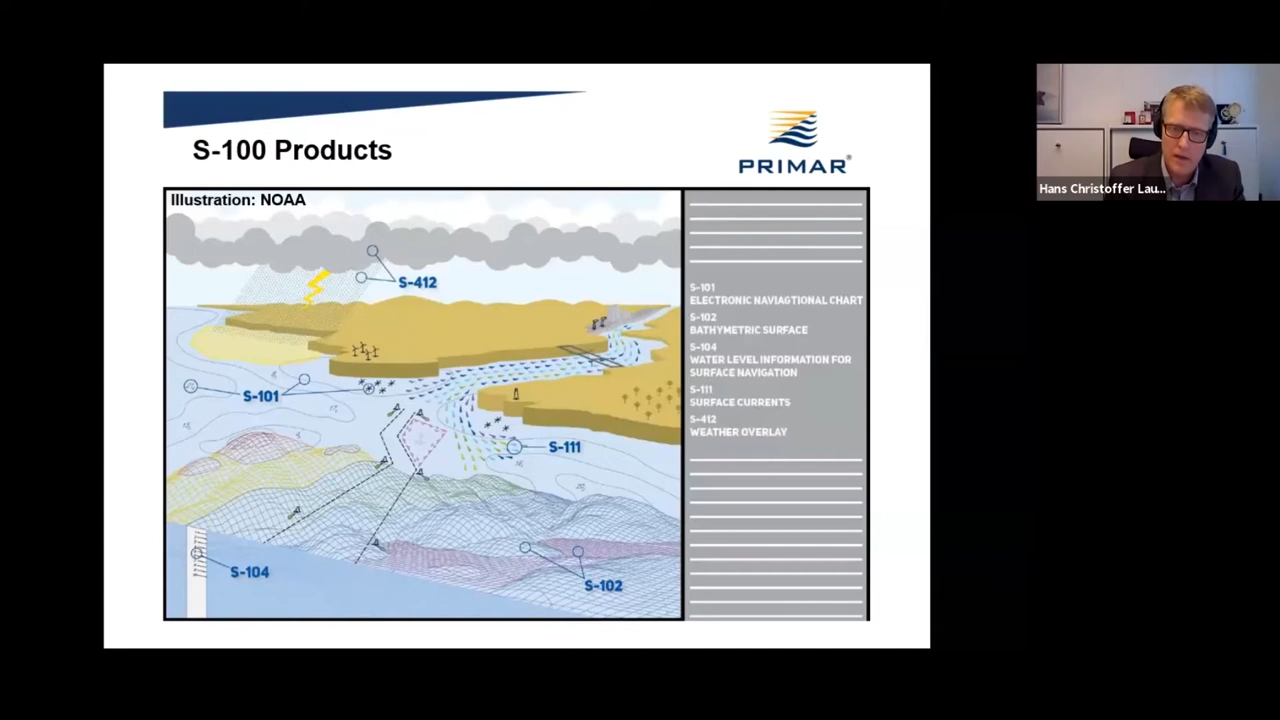 S-100 Products
PRIMAR®
Illustration: NOAA
S-412
S-101
S-111
S-104
S-102
S-101
ELECTRONIC NAVIAGTIONAL CHART
S-102
BATHYMETRIC SURFACE
S-104
WATER LEVEL INFORMATION FOR
SURFACE NAVIGATION
S-111
SURFACE CURRENTS
S-412
WEATHER OVERLAY
Hans Christoffer Lau...